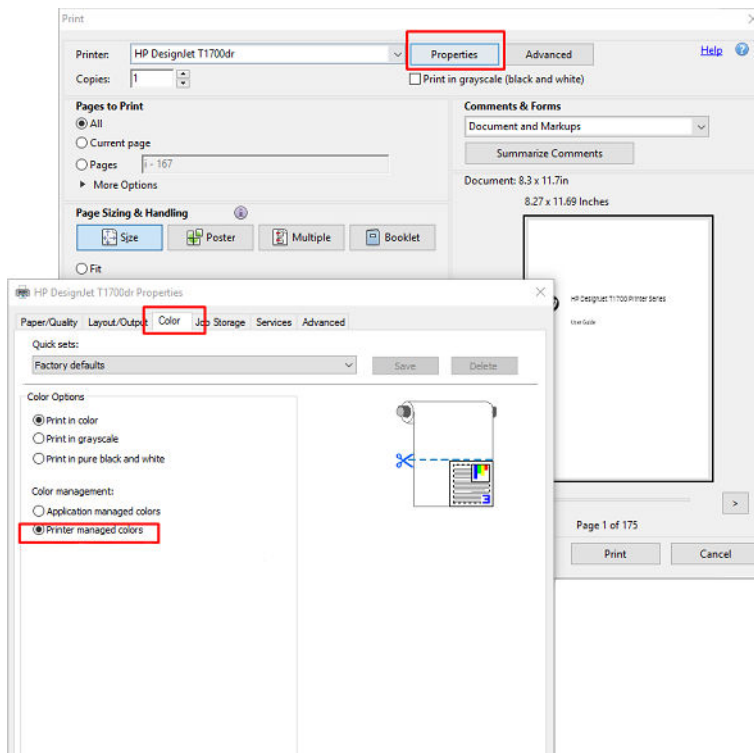 Print
Printer: HP DesignJet T1700dr Properties Advanced Help ?
Copies: 1 Print in grayscale (black and white)
Pages to Print
All
Current page
Pages i - 167
More Options
Comments & Forms
Document and Markups
Summarize Comments
Page Sizing & Handling
Size Poster Multiple Booklet
Fit
Document: 8.3 x 11.7in
8.27 x 11.69 Inches
HP DesignJet T1700 Printer Series
User Guide
>
Page 1 of 175
Print Cancel
HP DesignJet T1700dr Properties
Paper/Quality Layout/Output Color Job Storage Services Advanced
Quick sets:
Factory defaults Save Delete
Color Options
Print in color
Print in grayscale
Print in pure black and white
Color management:
Application managed colors
Printer managed colors
3